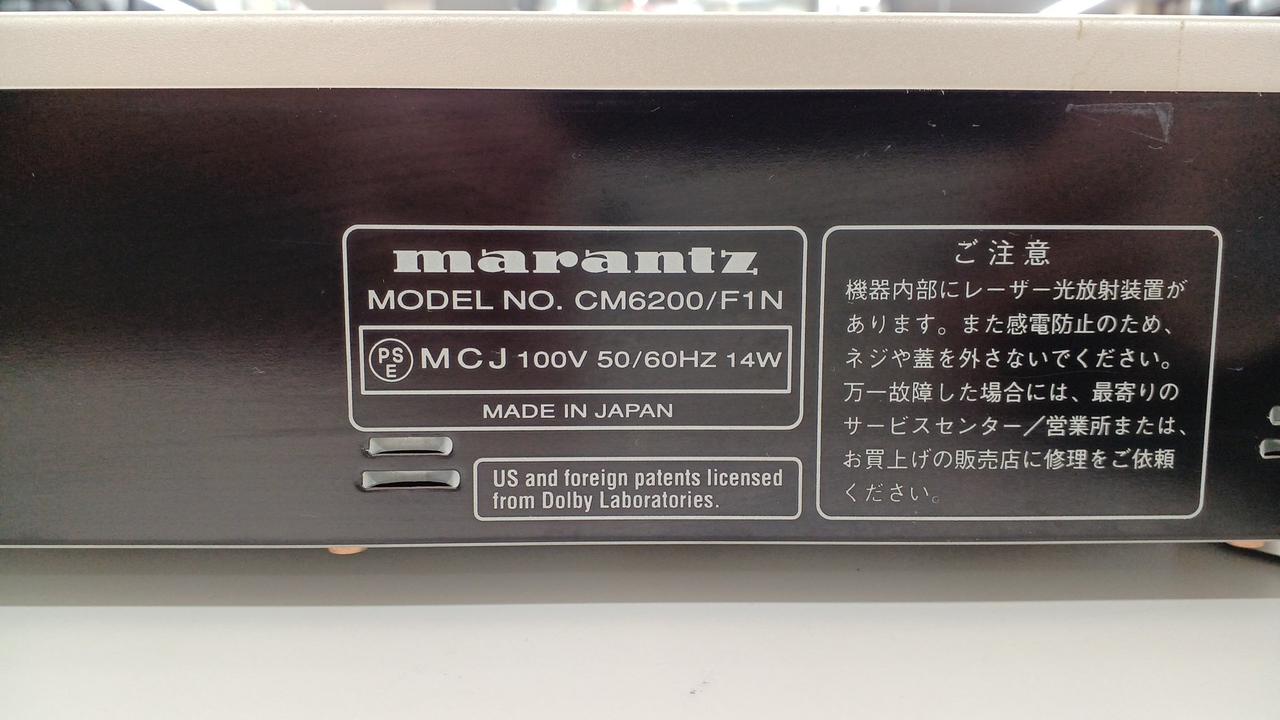 marantz
MODEL NO. CM6200/F1N
PS
E
MCJ 100V 50/60HZ 14W
MADE IN JAPAN
US and foreign patents licensed
from Dolby Laboratories.
ご注意
機器内部にレーザー光放射装置が
あります。また感電防止のため、
ネジや蓋を外さないでください。
万一故障した場合には、最寄りの
サービスセンター／営業所または、
お買上げの販売店に修理をご依頼
ください。